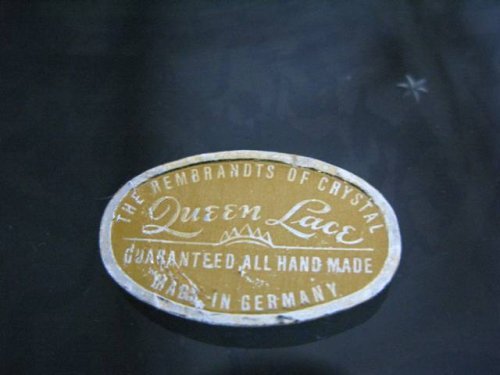 THE REMBRANDTS OF CRYSTAL
Queen Lace
GUARANTEED ALL HAND MADE
MADE IN GERMANY